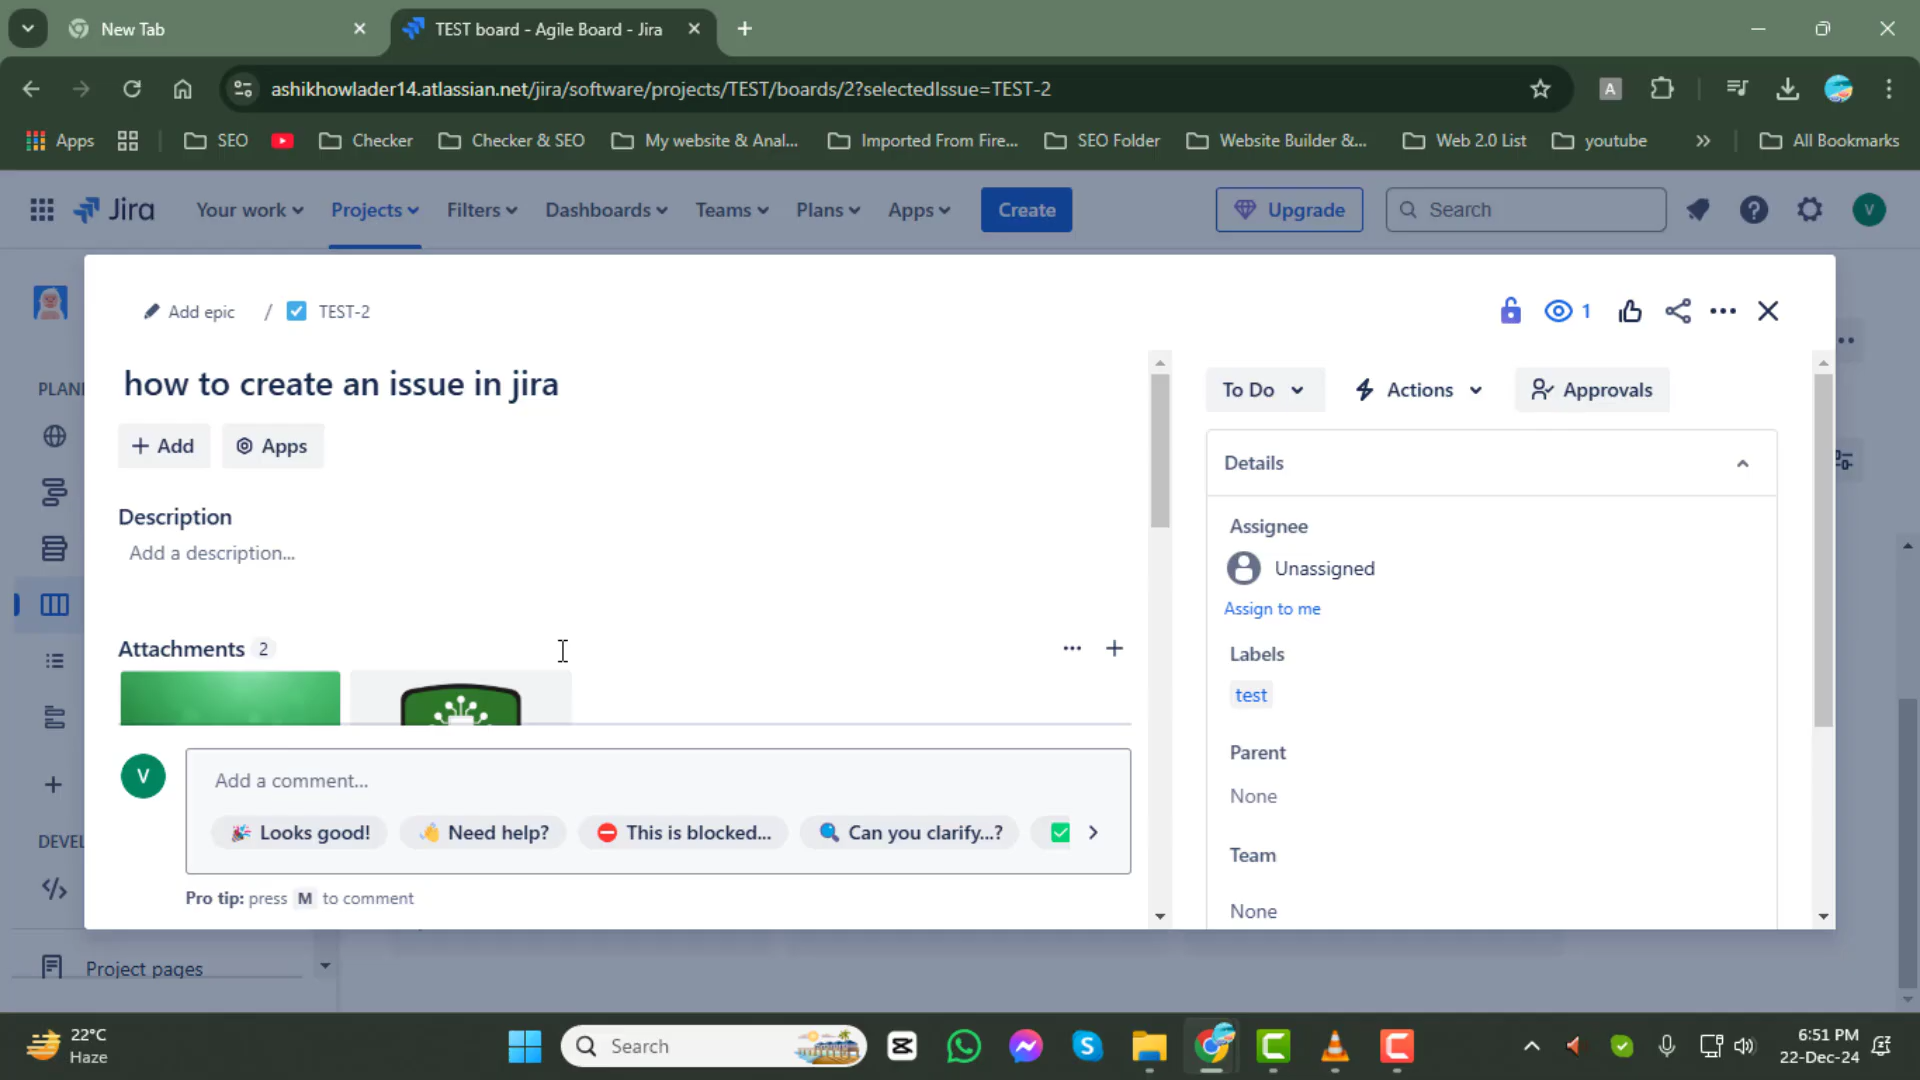 New Tab
TEST board - Agile Board - Jira
ashikhowlader14.atlassian.net/jira/software/projects/TEST/boards/2?selectedIssue=TEST-2
A
Apps
SEO
Checker
Checker & SEO
My website & Anal...
Imported From Fire...
SEO Folder
Website Builder &...
Web 2.0 List
youtube
All Bookmarks
Jira
Your work
Projects
Filters
Dashboards
Teams
Plans
Apps
Create
Upgrade
Search
V
Add epic
/
TEST-2
1
how to create an issue in jira
To Do
Actions
Approvals
Add
Apps
PLANI
Details
Description
Add a description...
Assignee
Unassigned
Assign to me
Attachments 2
Labels
test
Parent
None
V
Add a comment...
Looks good!
Need help?
This is blocked...
Can you clarify...?
DEVEL
Team
None
Pro tip: press M to comment
Project pages
22°C
Haze
Search
6:51 PM
22-Dec-24